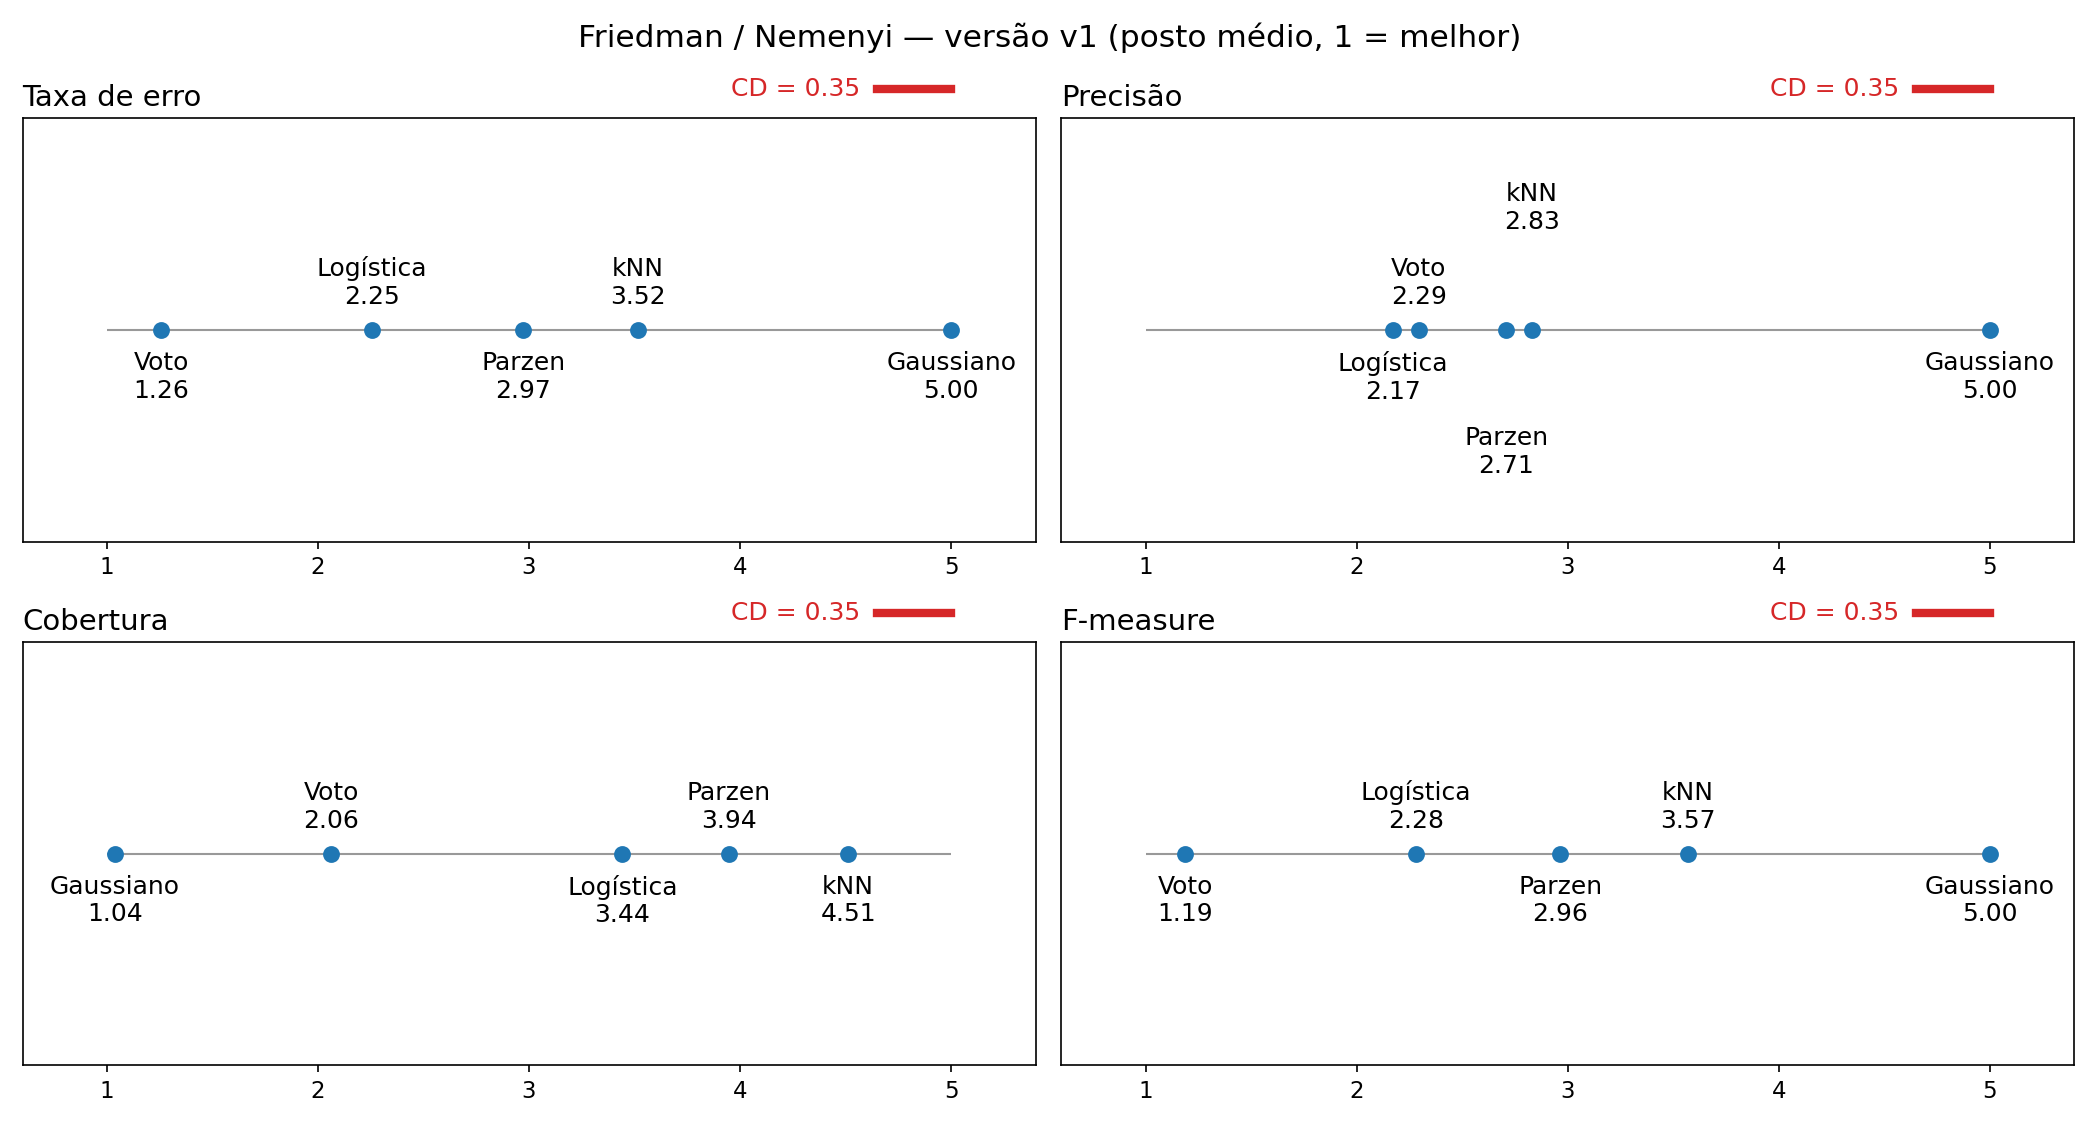 Friedman / Nemenyi — versão v1 (posto médio, 1 = melhor)
Taxa de erro
CD = 0.35
Logística
2.25
kNN
3.52
Voto
1.26
Parzen
2.97
Gaussiano
5.00
1 2 3 4 5
Precisão
CD = 0.35
kNN
2.83
Voto
2.29
Logística
2.17
Gaussiano
5.00
Parzen
2.71
1 2 3 4 5
Cobertura
CD = 0.35
Voto
2.06
Parzen
3.94
Gaussiano
1.04
Logística
3.44
kNN
4.51
1 2 3 4 5
F-measure
CD = 0.35
Logística
2.28
kNN
3.57
Voto
1.19
Parzen
2.96
Gaussiano
5.00
1 2 3 4 5